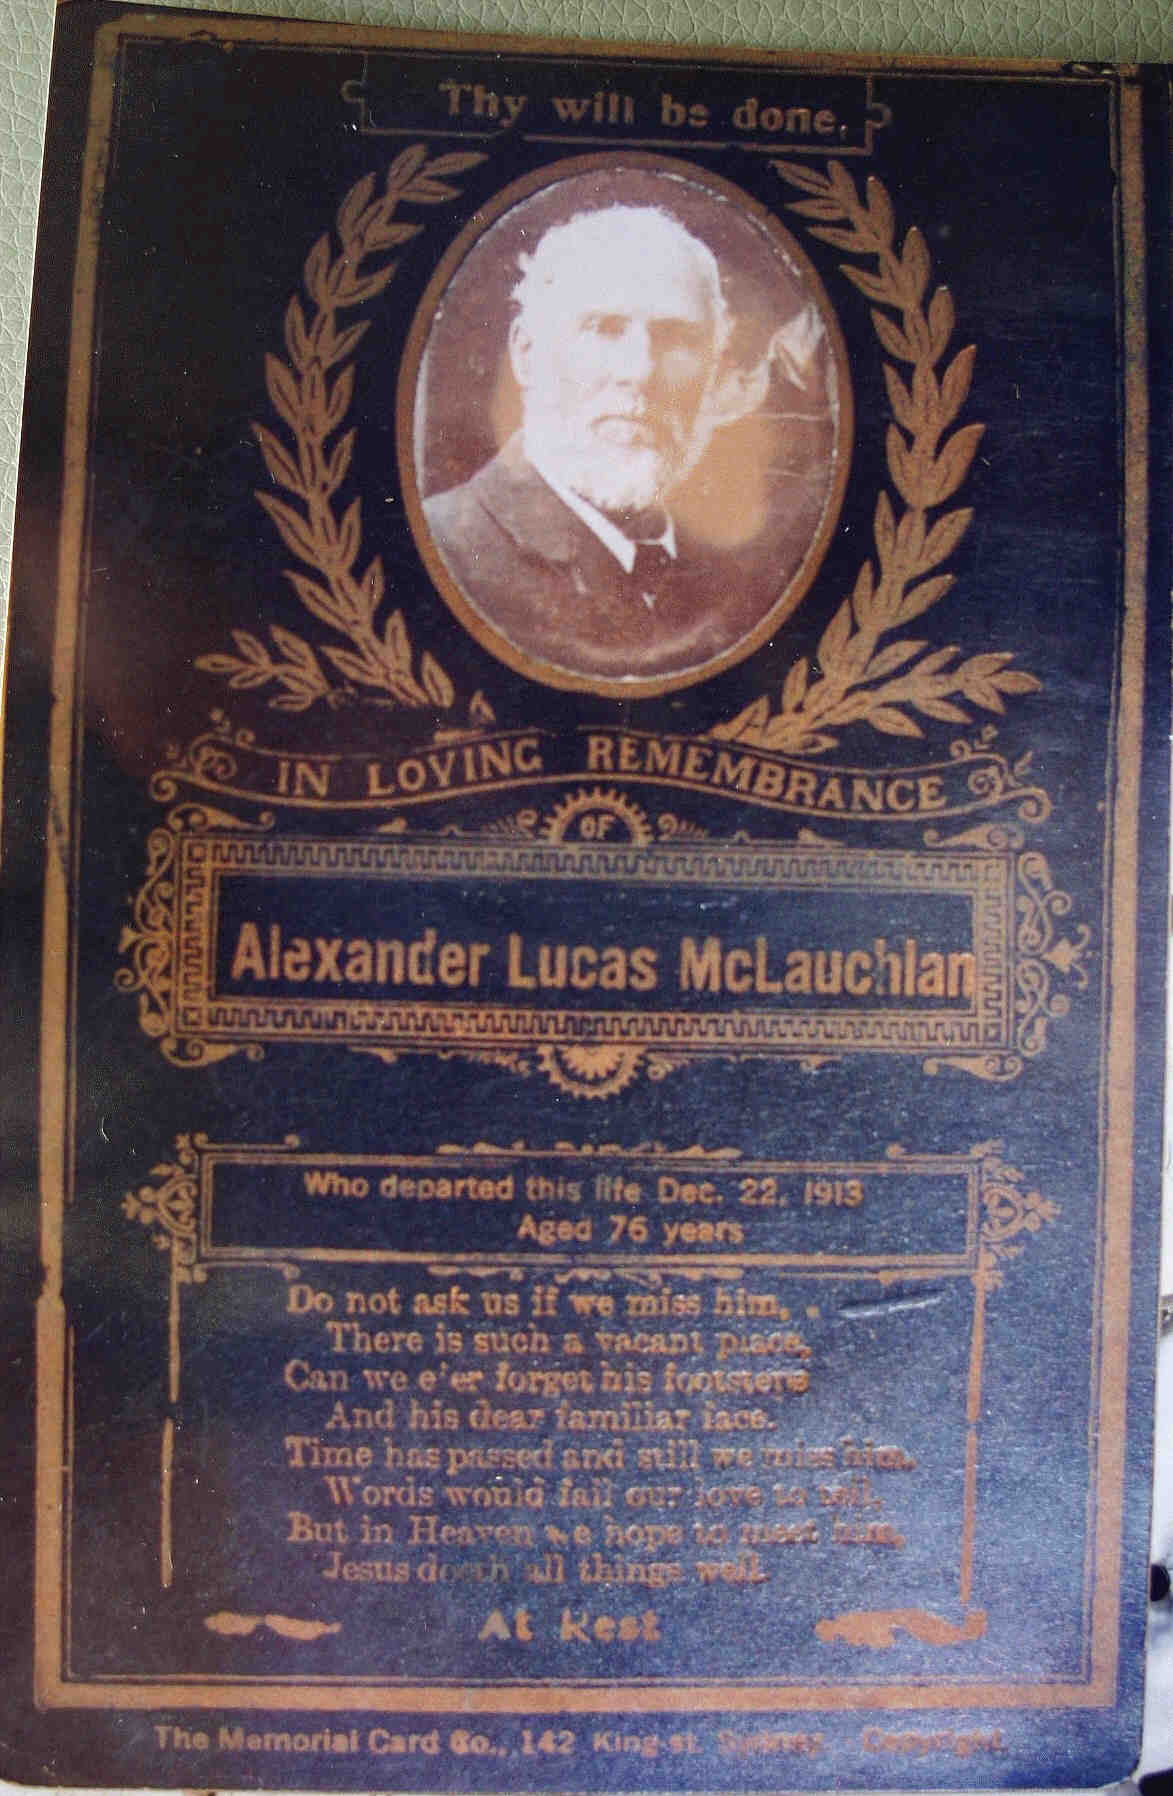 Thy will be done.
IN LOVING REMEMBRANCE
OF
Alexander Lucas McLauchlan
Who departed this life Dec. 22, 1913
Aged 76 years
Do not ask us if we miss him, .
There is such a vacant place,
Can we e'er forget his footsteps
And his dear familiar face.
Time has passed and still we miss him,
Words would fail our love to tell,
But in Heaven we hope to meet him,
Jesus doeth all things well.
At Rest
The Memorial Card Co., 142 King-st. Sydney. Copyright.